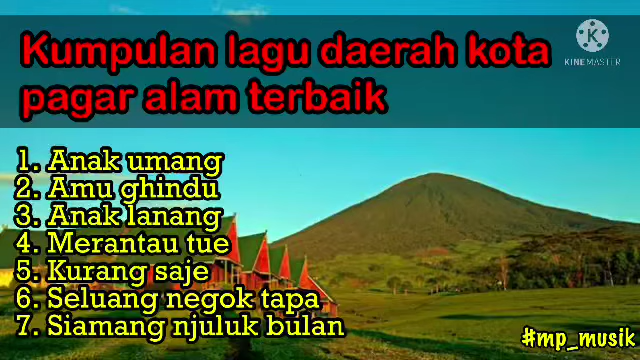 Kumpulan lagu daerah kota
pagar alam terbaik
KINEMASTER
1. Anak umang
2. Amu ghindu
3. Anak lanang
4. Merantau tue
5. Kurang saje
6. Seluang negok tapa
7. Siamang njuluk bulan
#mp_musik